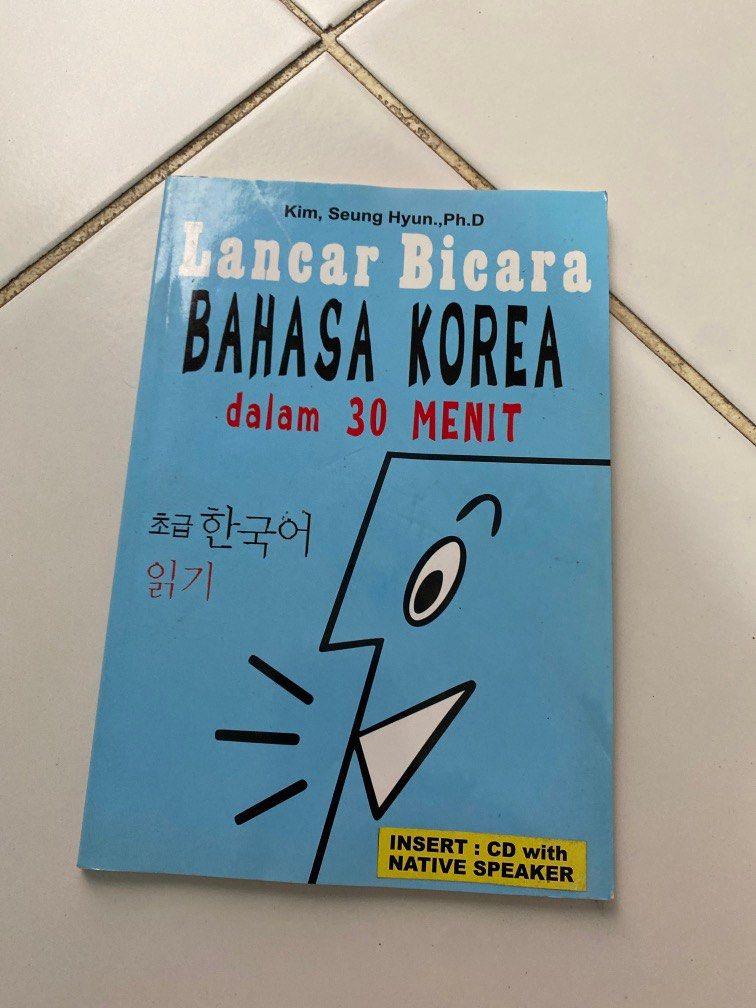 Kim, Seung Hyun.,Ph.D
Lancar Bicara
BAHASA KOREA
dalam 30 MENIT
초급 한국어
읽기
INSERT : CD with
NATIVE SPEAKER